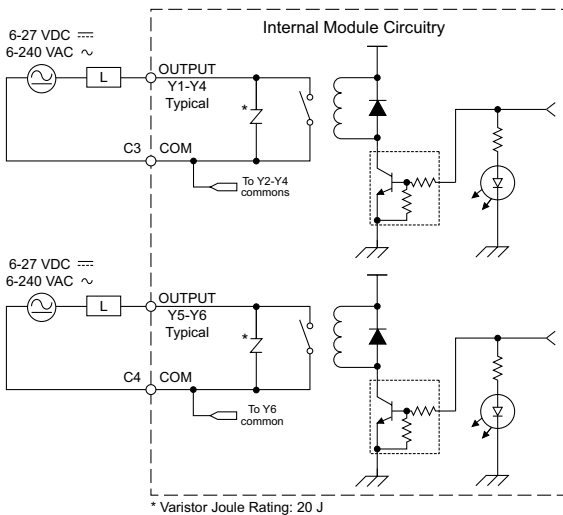 Internal Module Circuitry
6-27 VDC ⎓
6-240 VAC ∿
L
OUTPUT
Y1-Y4
Typical
*
C3
COM
To Y2-Y4
commons
6-27 VDC ⎓
6-240 VAC ∿
L
OUTPUT
Y5-Y6
Typical
*
C4
COM
To Y6
common
* Varistor Joule Rating: 20 J